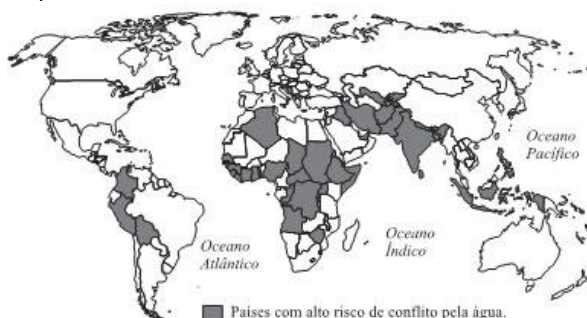 Oceano
Pacífico
Oceano
Atlântico
Oceano
Índico
Países com alto risco de conflito pela água.